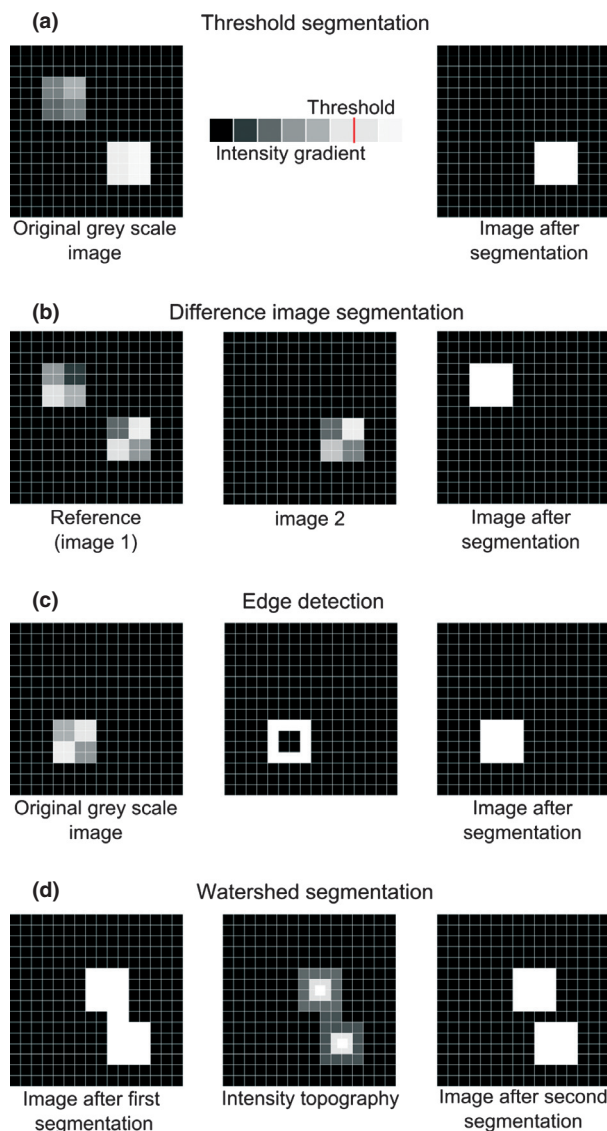 (a) Threshold segmentation
Threshold
Intensity gradient
Original grey scale
image
Image after
segmentation
(b) Difference image segmentation
Reference
(image 1)
image 2
Image after
segmentation
(c) Edge detection
Original grey scale
image
Image after
segmentation
(d) Watershed segmentation
Image after first
segmentation
Intensity topography
Image after second
segmentation